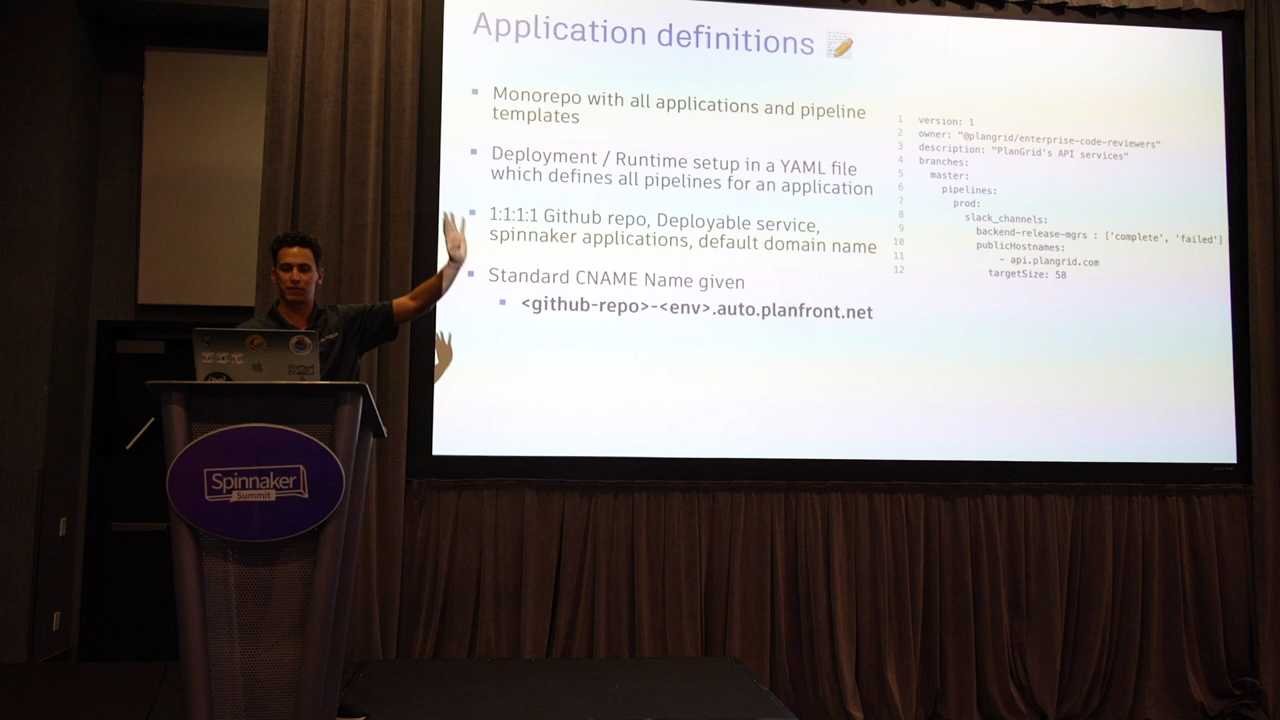 Application definitions
Monorepo with all applications and pipeline
templates
Deployment / Runtime setup in a YAML file
which defines all pipelines for an application
1:1:1:1 Github repo, Deployable service,
spinnaker applications, default domain name
Standard CNAME Name given
<github-repo>-<env>.auto.planfront.net
1 version: 1
2 owner: "@plangrid/enterprise-code-reviewers"
3 description: "PlanGrid's API services"
4 branches:
5 master:
6 pipelines:
7 prod:
8 slack_channels:
9 backend-release-mgrs : ['complete', 'failed']
10 publicHostnames:
11 - api.plangrid.com
12 targetSize: 58
Spinnaker
Summit